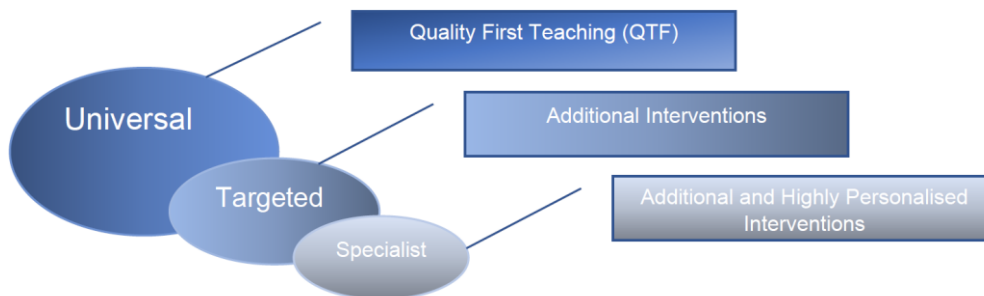 Quality First Teaching (QTF)
Universal
Additional Interventions
Targeted
Additional and Highly Personalised
Interventions
Specialist